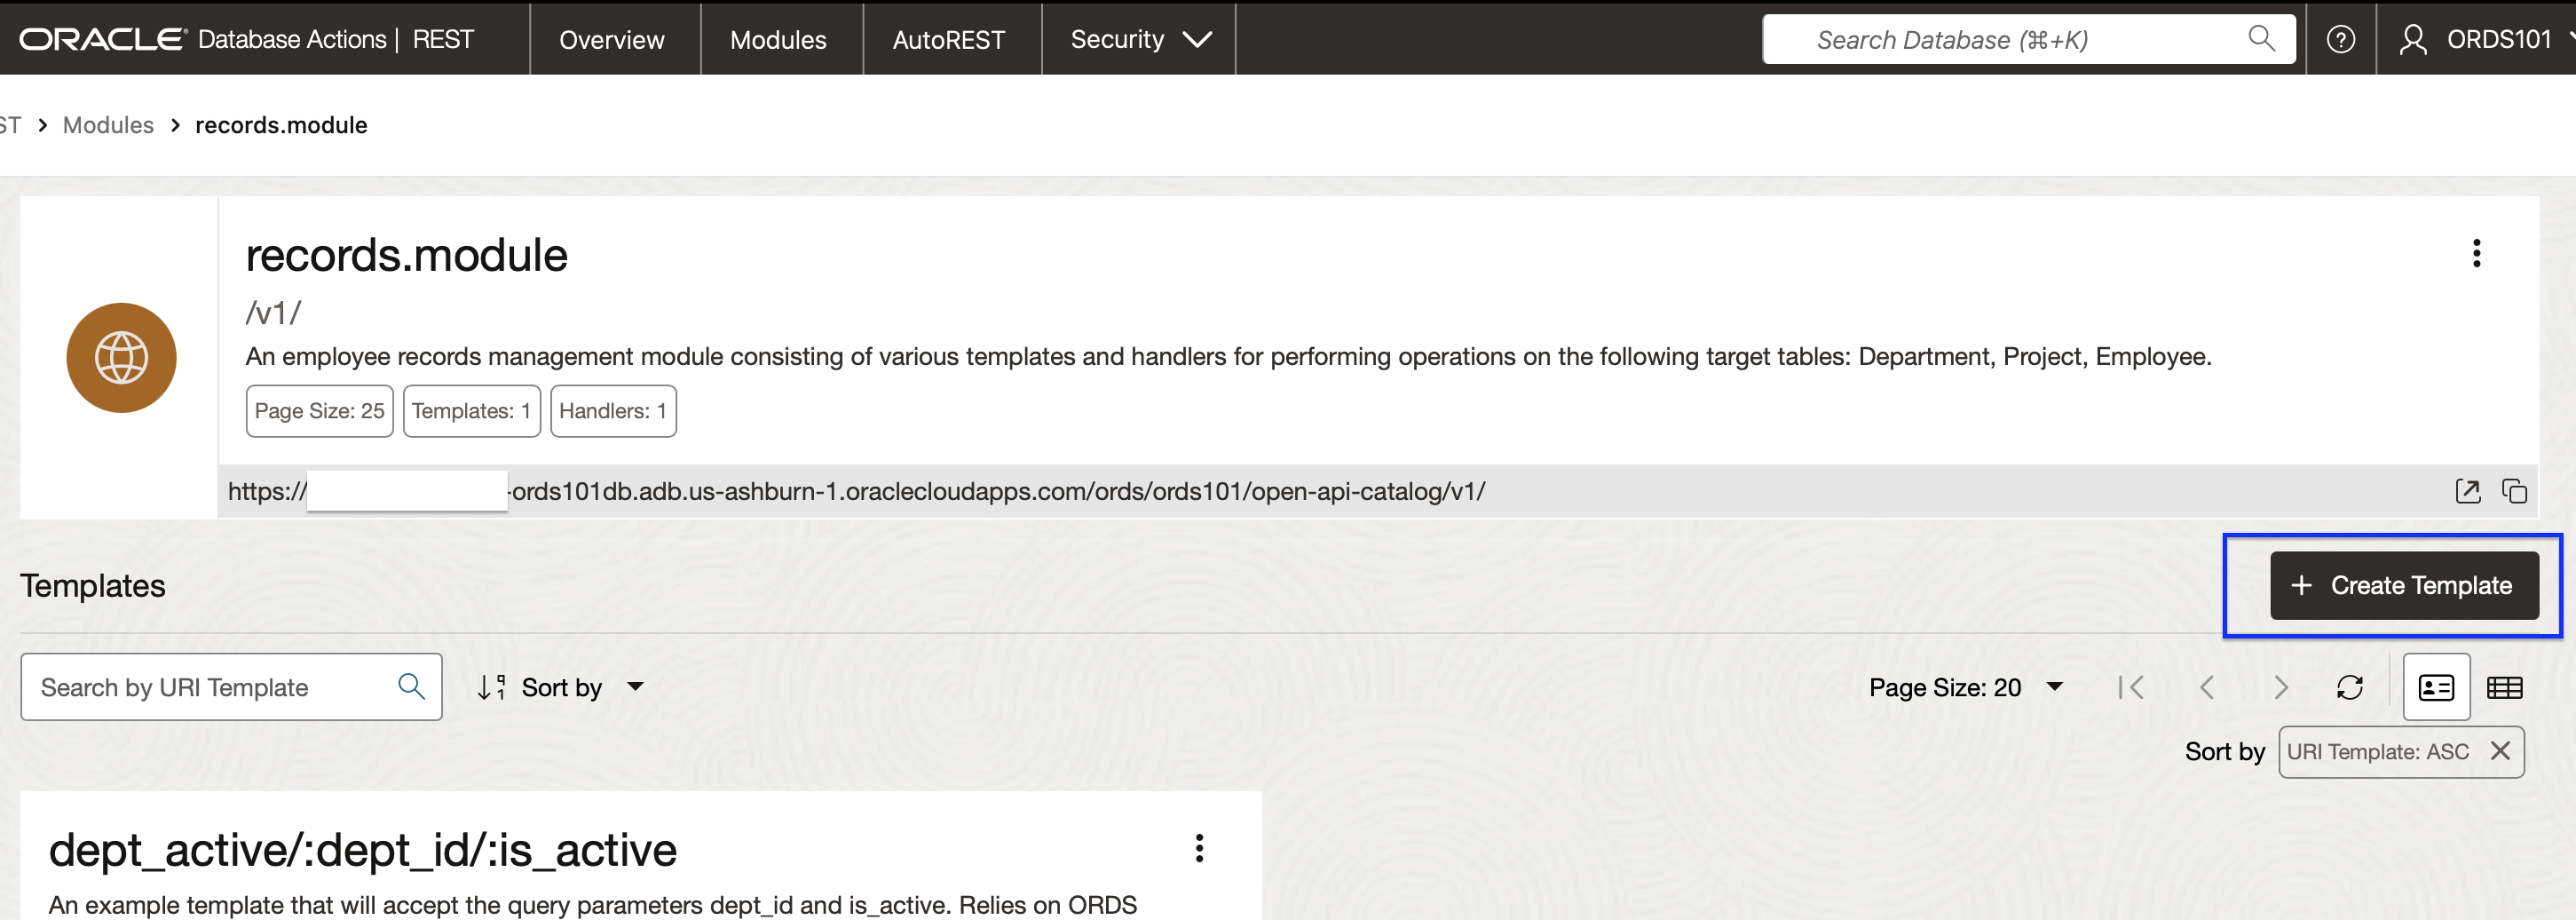 ORACLE Database Actions | REST Overview Modules AutoREST Security Search Database (⌘+K) ORDS101
ST > Modules > records.module
records.module
/v1/
An employee records management module consisting of various templates and handlers for performing operations on the following target tables: Department, Project, Employee.
Page Size: 25 Templates: 1 Handlers: 1
https:// -ords101db.adb.us-ashburn-1.oraclecloudapps.com/ords/ords101/open-api-catalog/v1/
Templates + Create Template
Search by URI Template Sort by Page Size: 20
Sort by URI Template: ASC
dept_active/:dept_id/:is_active
An example template that will accept the query parameters dept_id and is_active. Relies on ORDS